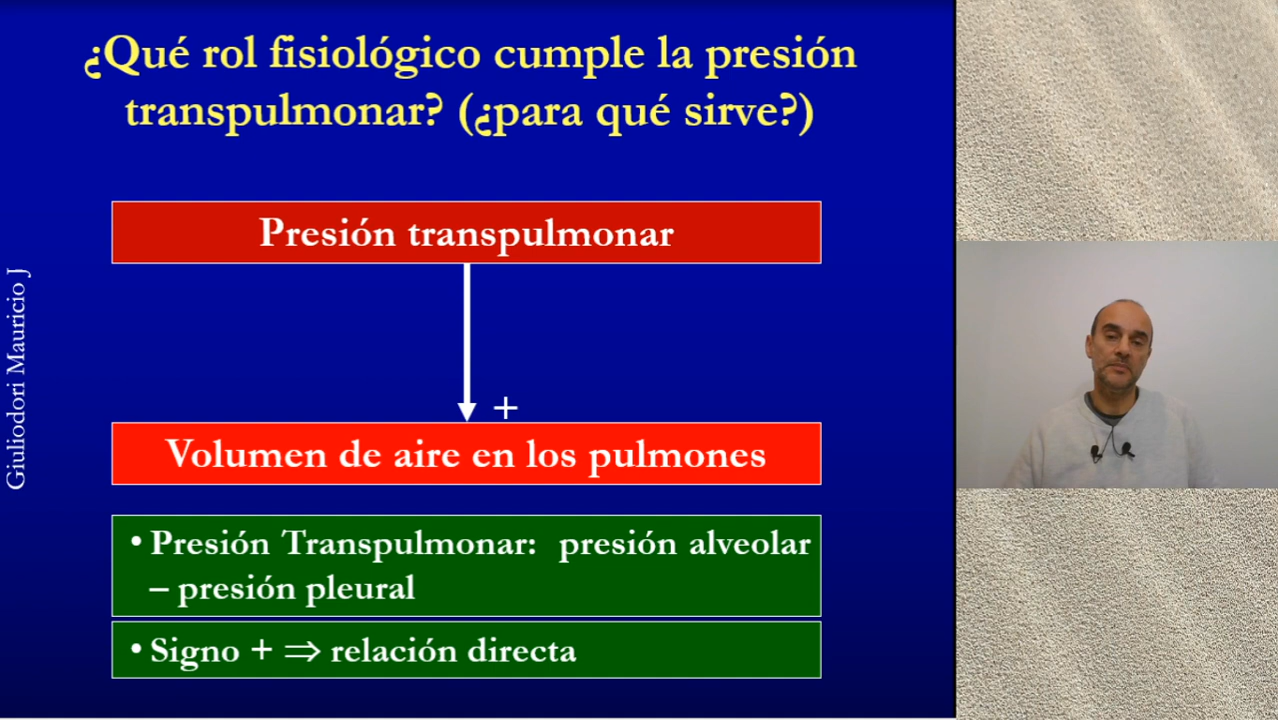 ¿Qué rol fisiológico cumple la presión
transpulmonar? (¿para qué sirve?)
Presión transpulmonar
+
Volumen de aire en los pulmones
• Presión Transpulmonar: presión alveolar
– presión pleural
• Signo + ⇒ relación directa
Giuliodori Mauricio J